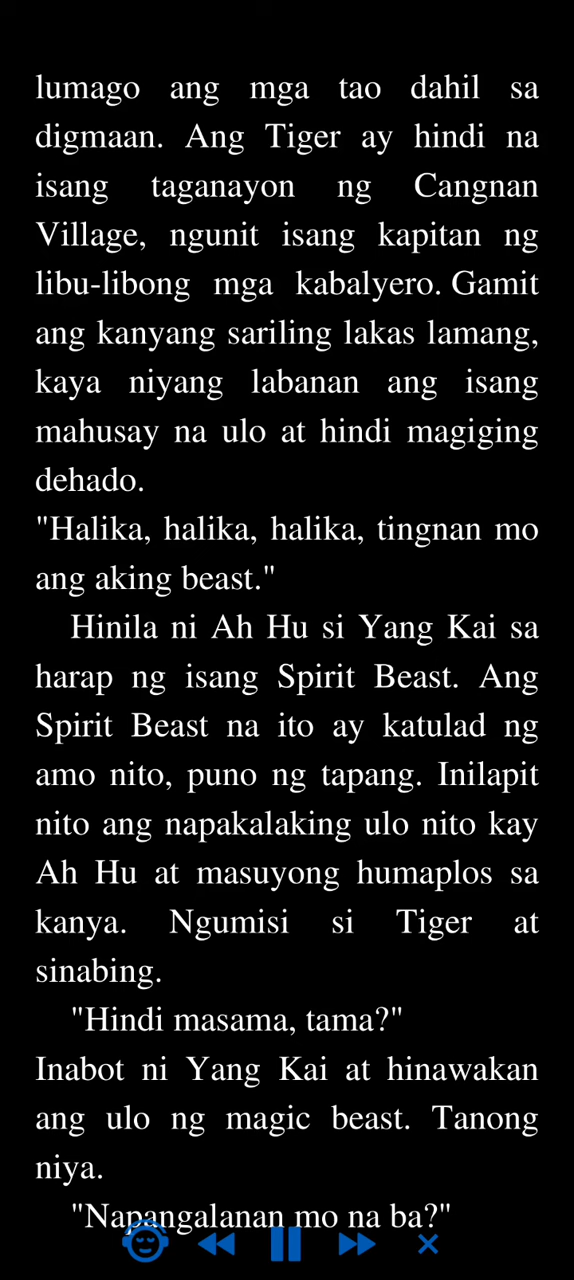 lumago ang mga tao dahil sa
digmaan. Ang Tiger ay hindi na
isang taganayon ng Cangnan
Village, ngunit isang kapitan ng
libu-libong mga kabalyero. Gamit
ang kanyang sariling lakas lamang,
kaya niyang labanan ang isang
mahusay na ulo at hindi magiging
dehado.
"Halika, halika, halika, tingnan mo
ang aking beast."
Hinila ni Ah Hu si Yang Kai sa
harap ng isang Spirit Beast. Ang
Spirit Beast na ito ay katulad ng
amo nito, puno ng tapang. Inilapit
nito ang napakalaking ulo nito kay
Ah Hu at masuyong humaplos sa
kanya. Ngumisi si Tiger at
sinabing.
"Hindi masama, tama?"
Inabot ni Yang Kai at hinawakan
ang ulo ng magic beast. Tanong
niya.
"Napangalanan mo na ba?"